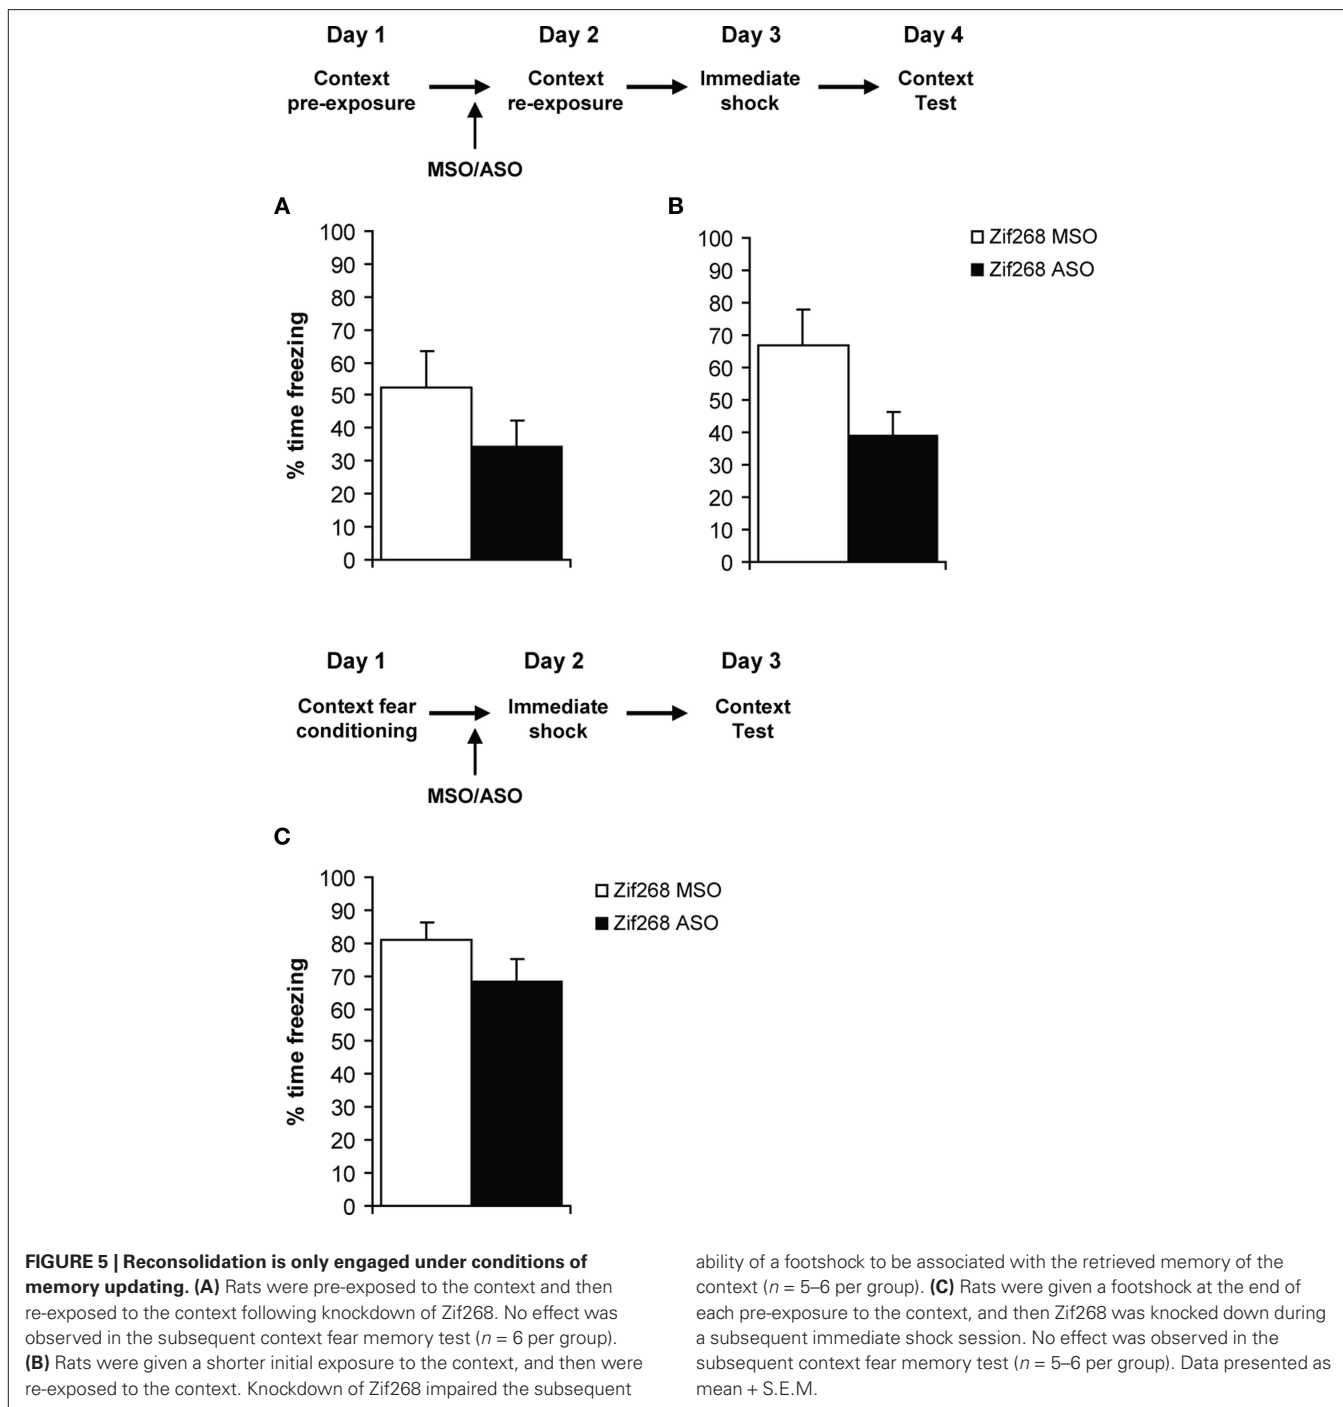 Day 1
Day 2
Day 3
Day 4
Context
pre-exposure
Context
re-exposure
Immediate
shock
Context
Test
MSO/ASO
A
% time freezing
100
90
80
70
60
50
40
30
20
10
0
B
100
90
80
70
60
50
40
30
20
10
0
Zif268 MSO
Zif268 ASO
Day 1
Day 2
Day 3
Context fear
conditioning
Immediate
shock
Context
Test
MSO/ASO
C
% time freezing
100
90
80
70
60
50
40
30
20
10
0
Zif268 MSO
Zif268 ASO
FIGURE 5 | Reconsolidation is only engaged under conditions of
memory updating. (A) Rats were pre-exposed to the context and then
re-exposed to the context following knockdown of Zif268. No effect was
observed in the subsequent context fear memory test (n = 6 per group).
(B) Rats were given a shorter initial exposure to the context, and then were
re-exposed to the context. Knockdown of Zif268 impaired the subsequent
ability of a footshock to be associated with the retrieved memory of the
context (n = 5–6 per group). (C) Rats were given a footshock at the end of
each pre-exposure to the context, and then Zif268 was knocked down during
a subsequent immediate shock session. No effect was observed in the
subsequent context fear memory test (n = 5–6 per group). Data presented as
mean + S.E.M.